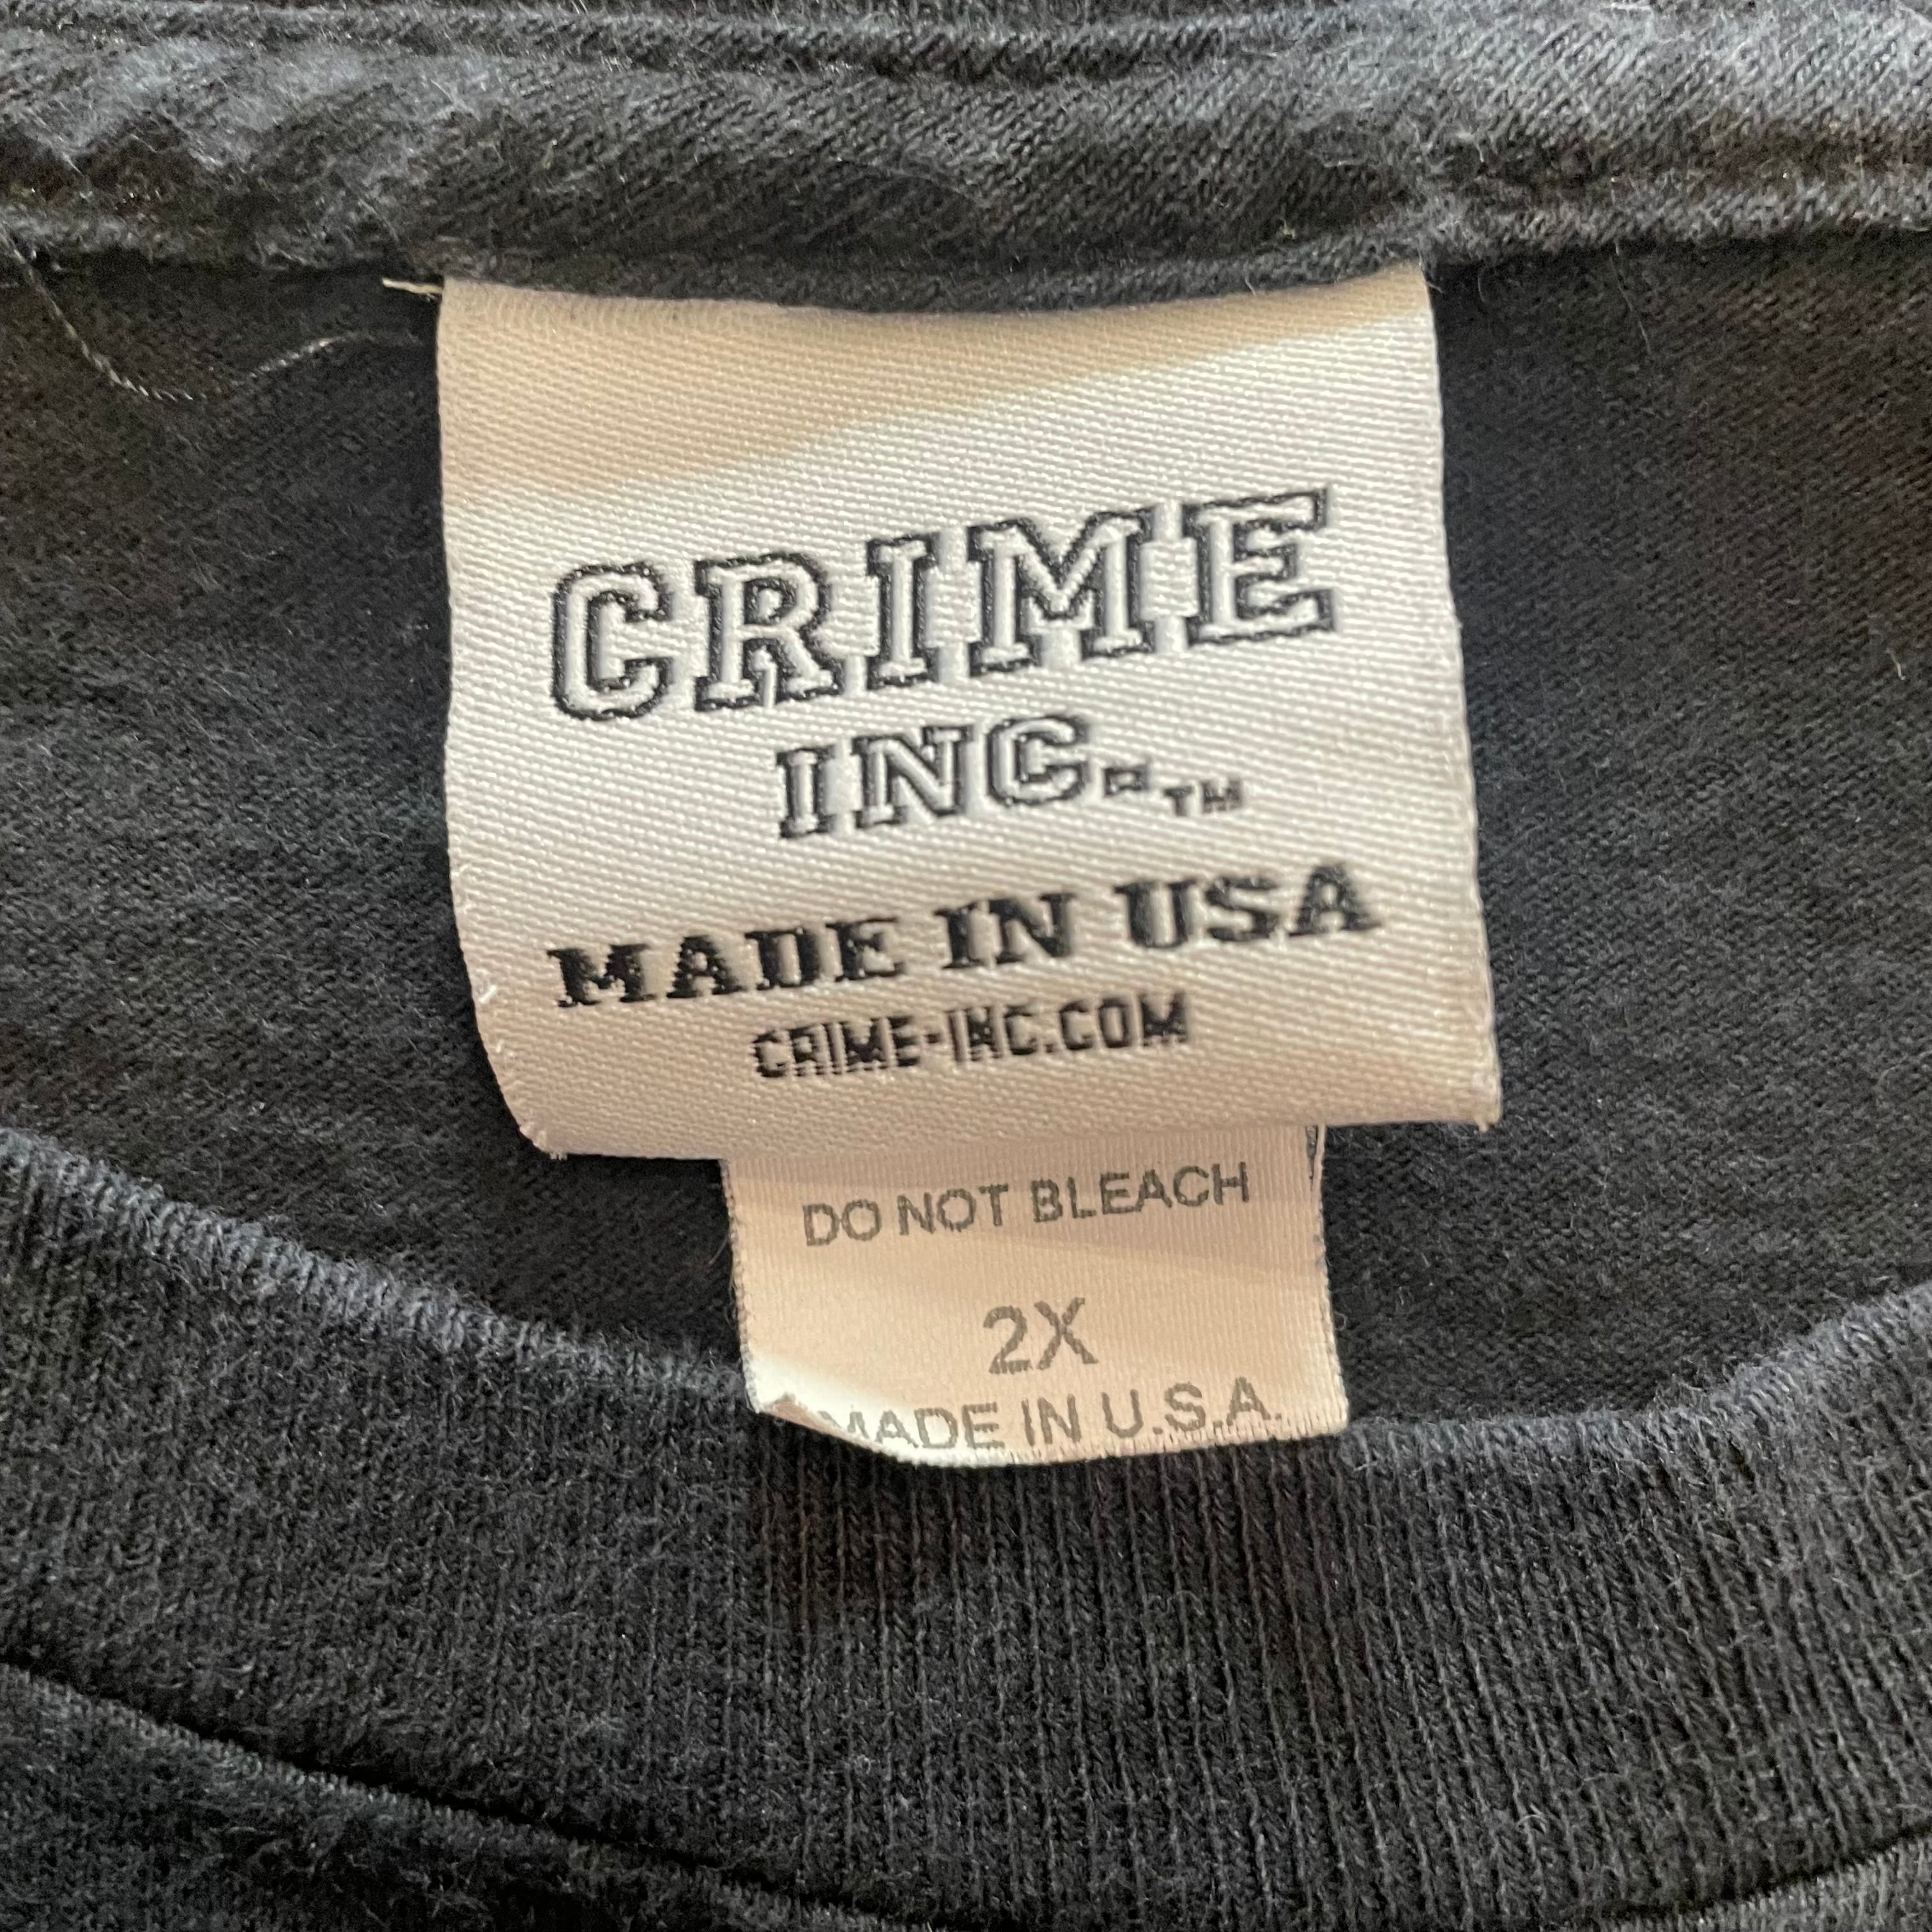 CRIME
INC.™
MADE IN USA
CRIME-INC.COM
DO NOT BLEACH
2X
MADE IN U.S.A.